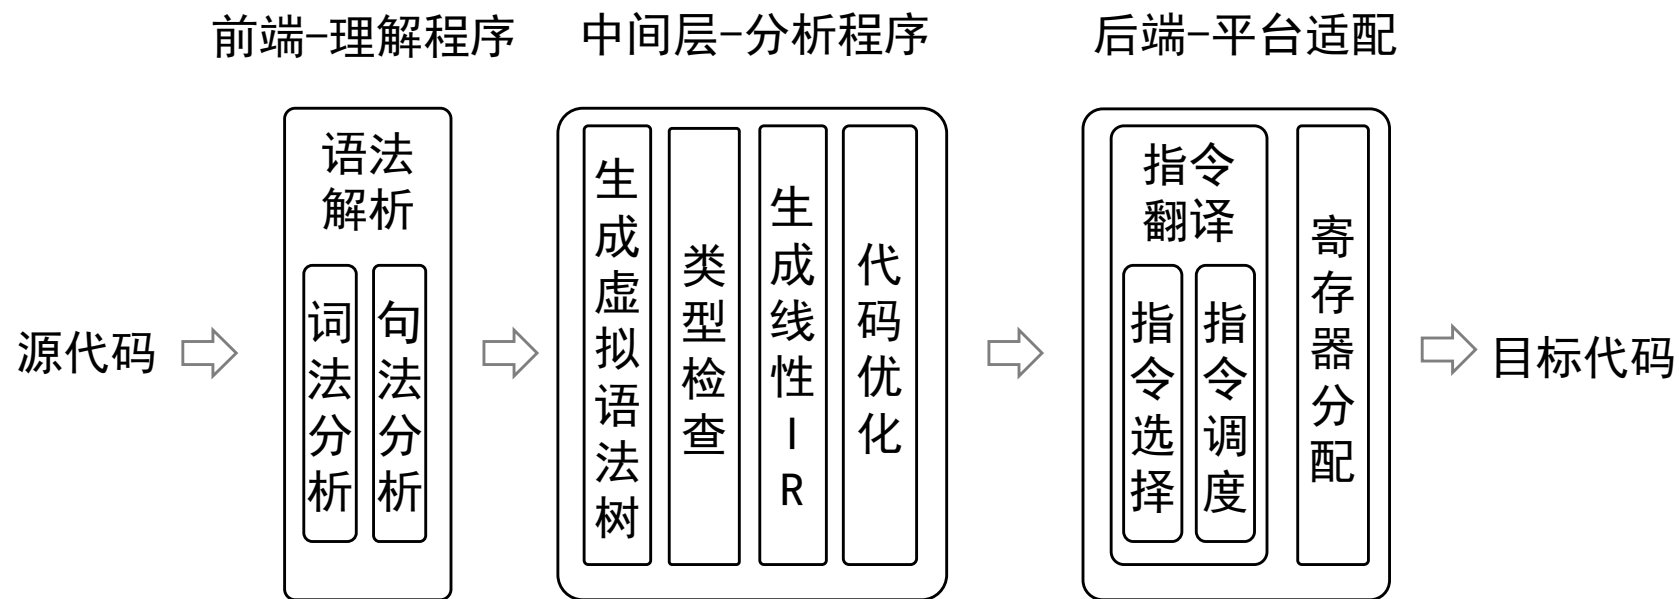 前端-理解程序
中间层-分析程序
后端-平台适配
源代码
语法
解析
词法分析
句法分析
生成虚拟语法树
类型检查
生成线性IR
代码优化
指令
翻译
指令选择
指令调度
寄存器分配
目标代码